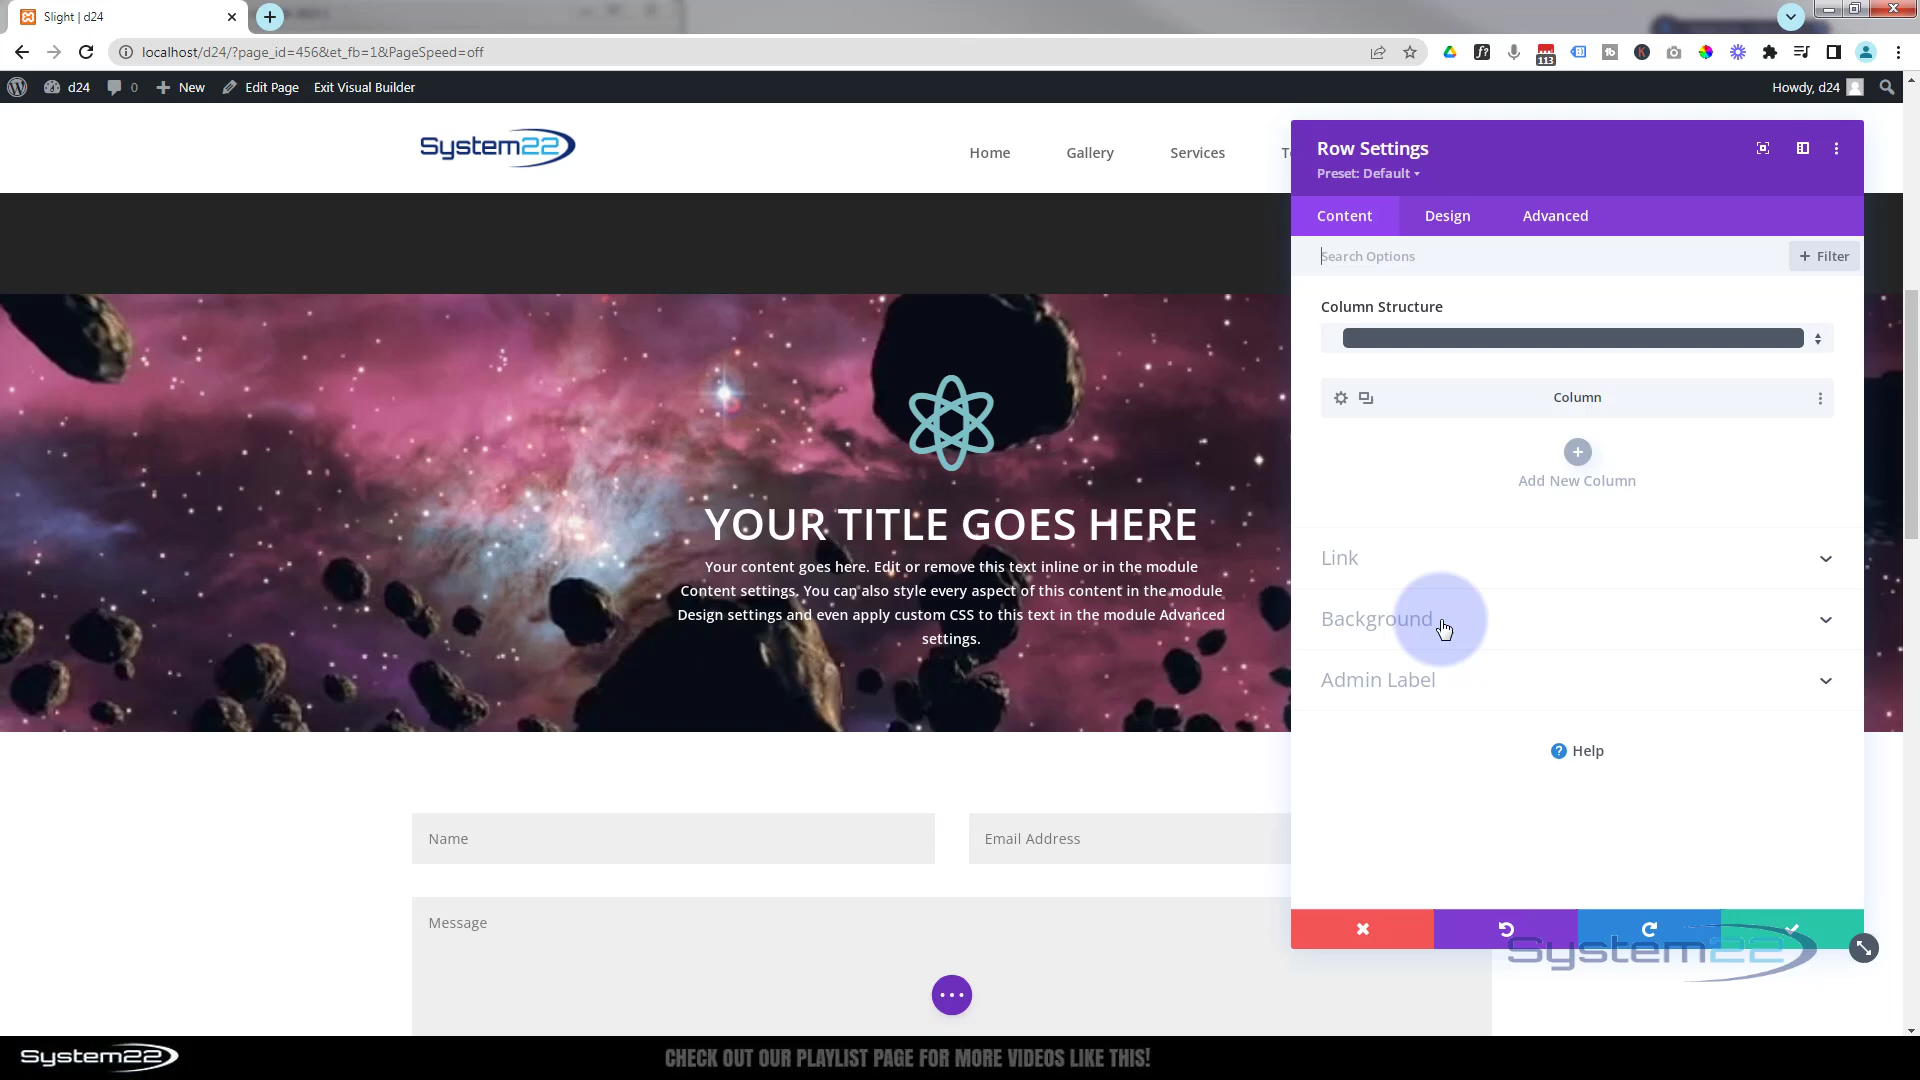 Slight | d24
localhost/d24/?page_id=456&et_fb=1&PageSpeed=off
113
d24
0
New
Edit Page
Exit Visual Builder
Howdy, d24
System22
Home
Gallery
Services
Row Settings
Preset: Default
Content
Design
Advanced
Search Options
+ Filter
Column Structure
Column
Add New Column
Link
Background
Admin Label
? Help
YOUR TITLE GOES HERE
Your content goes here. Edit or remove this text inline or in the module
Content settings. You can also style every aspect of this content in the module
Design settings and even apply custom CSS to this text in the module Advanced
settings.
Name
Email Address
Message
System22
System22
CHECK OUT OUR PLAYLIST PAGE FOR MORE VIDEOS LIKE THIS!